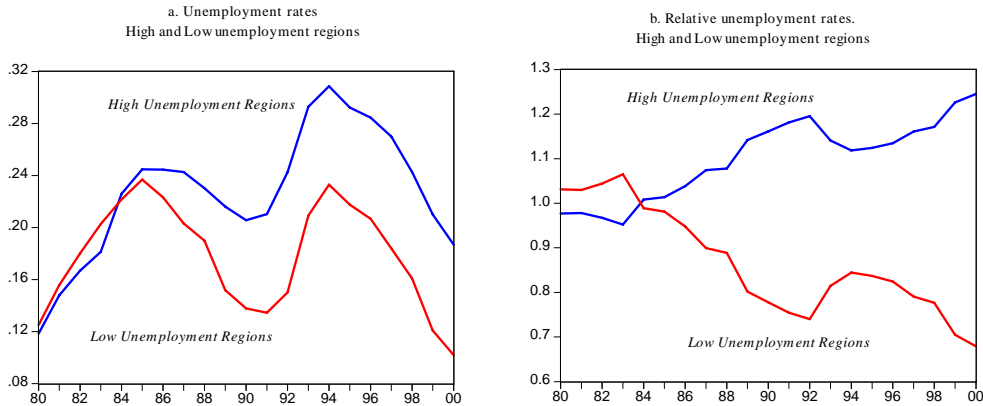 a. Unemployment rates
High and Low unemployment regions
.32
.28
.24
.20
.16
.12
.08
High Unemployment Regions
Low Unemployment Regions
80 82 84 86 88 90 92 94 96 98 00
b. Relative unemployment rates.
High and Low unemployment regions
1.3
1.2
1.1
1.0
0.9
0.8
0.7
0.6
High Unemployment Regions
Low Unemployment Regions
80 82 84 86 88 90 92 94 96 98 00